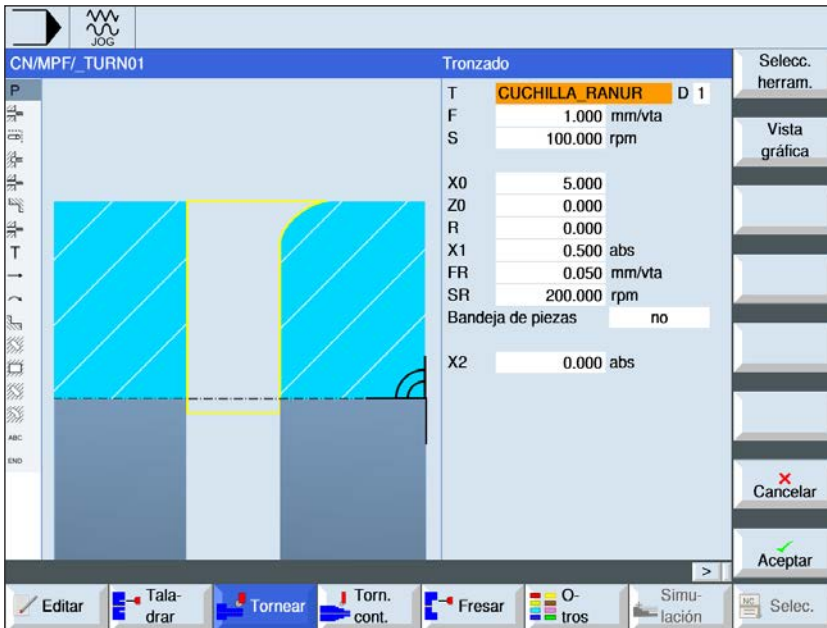 JOG
CN/MPF/_TURN01
Tronzado
P
T
ABC
END
T CUCHILLA_RANUR D 1
F 1.000 mm/vta
S 100.000 rpm
X0 5.000
Z0 0.000
R 0.000
X1 0.500 abs
FR 0.050 mm/vta
SR 200.000 rpm
Bandeja de piezas no
X2 0.000 abs
Selecc.
herram.
Vista
gráfica
Cancelar
Aceptar
>
Editar
Tala-
drar
Tornear
Torn.
cont.
Fresar
O-
tros
Simu-
lación
NC
Selec.